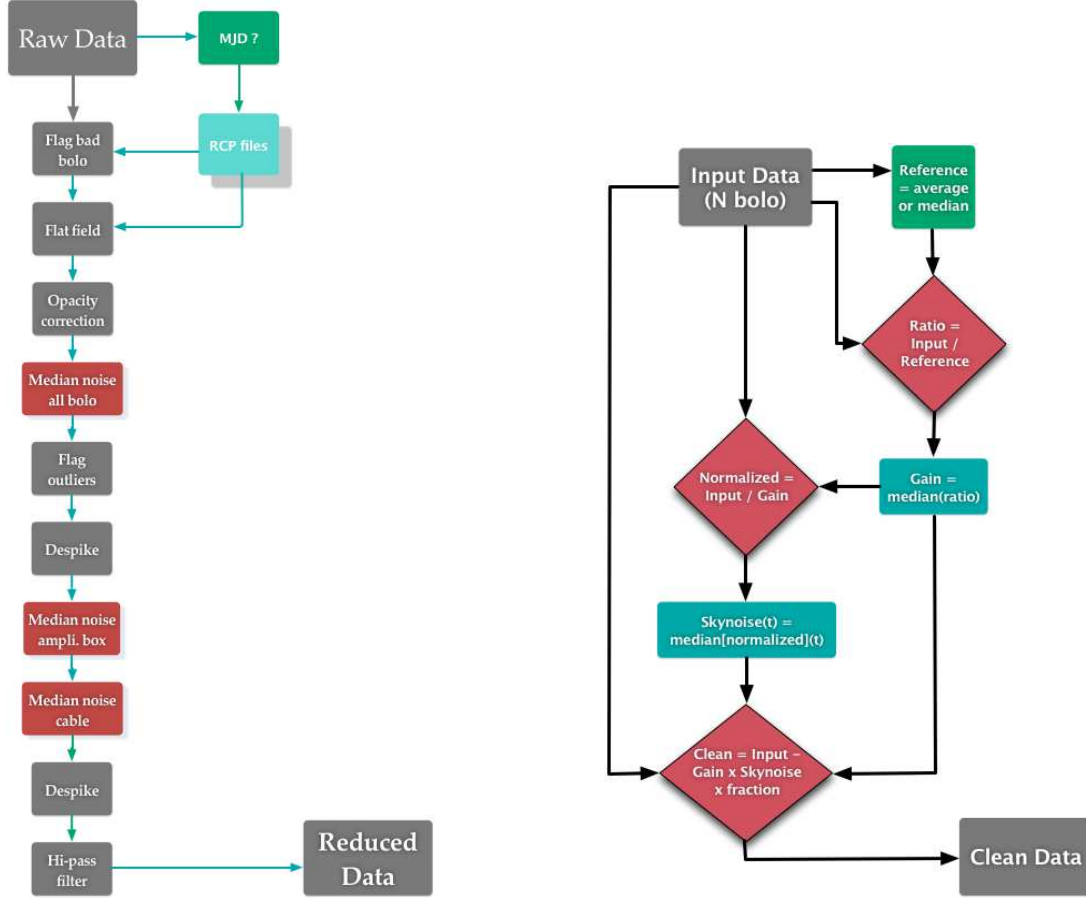 Raw Data
MJD ?
Flag bad
bolo
RCP files
Flat field
Opacity
correction
Median noise
all bolo
Flag
outliers
Despike
Median noise
ampli. box
Median noise
cable
Despike
Hi-pass
filter
Reduced
Data
Input Data
(N bolo)
Reference
= average
or median
Ratio =
Input /
Reference
Gain =
median(ratio)
Normalized =
Input / Gain
Skynoise(t) =
median[normalized](t)
Clean = Input –
Gain x Skynoise
x fraction
Clean Data